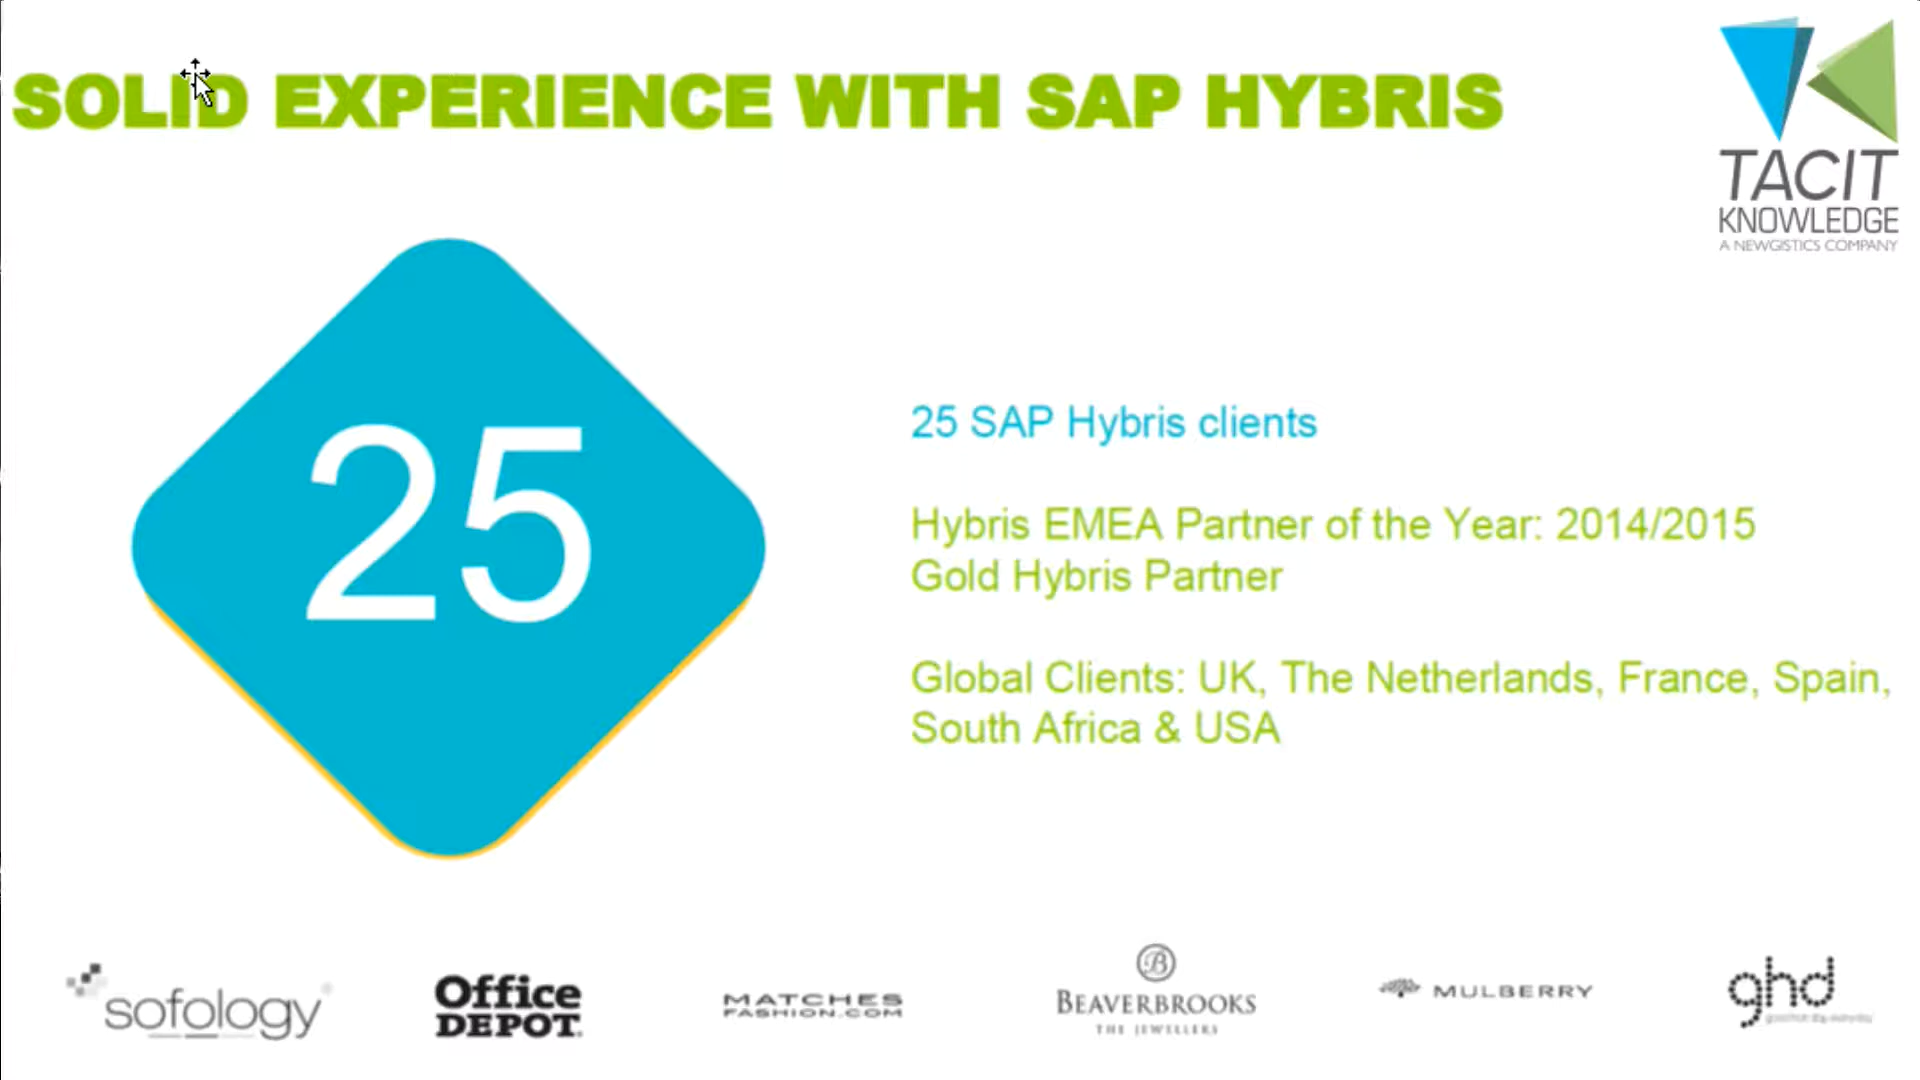 SOLID EXPERIENCE WITH SAP HYBRIS
TACIT
KNOWLEDGE
A NEWGISTICS COMPANY
25
25 SAP Hybris clients
Hybris EMEA Partner of the Year: 2014/2015
Gold Hybris Partner
Global Clients: UK, The Netherlands, France, Spain,
South Africa & USA
sofology
Office
DEPOT
MATCHES
FASHION.COM
B
BEAVERBROOKS
THE JEWELLERS
MULBERRY
ghd